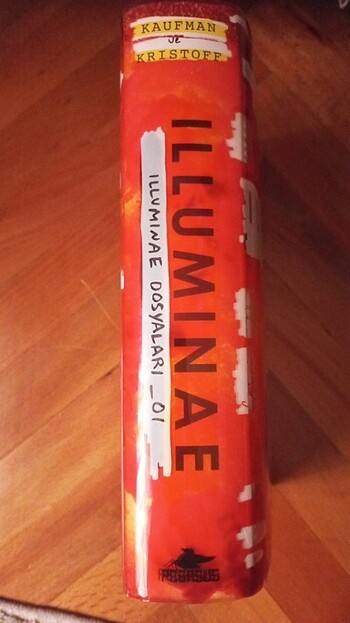 KAUFMAN
ve
KRISTOFF
ILLUMINAE
ILLUMINAE DOSYALARI_01
PEGASUS